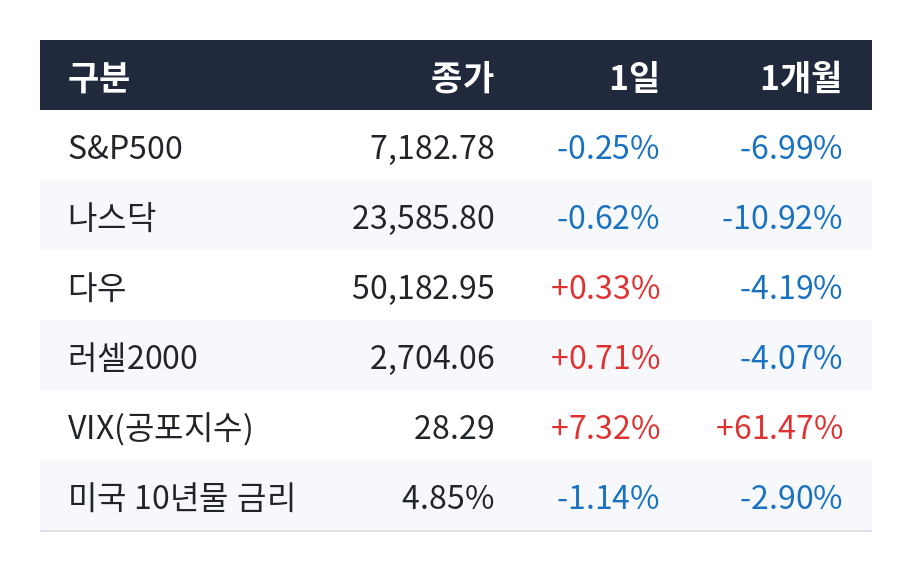 구분 종가 1일 1개월
S&P500 7,182.78 -0.25% -6.99%
나스닥 23,585.80 -0.62% -10.92%
다우 50,182.95 +0.33% -4.19%
러셀2000 2,704.06 +0.71% -4.07%
VIX(공포지수) 28.29 +7.32% +61.47%
미국 10년물 금리 4.85% -1.14% -2.90%